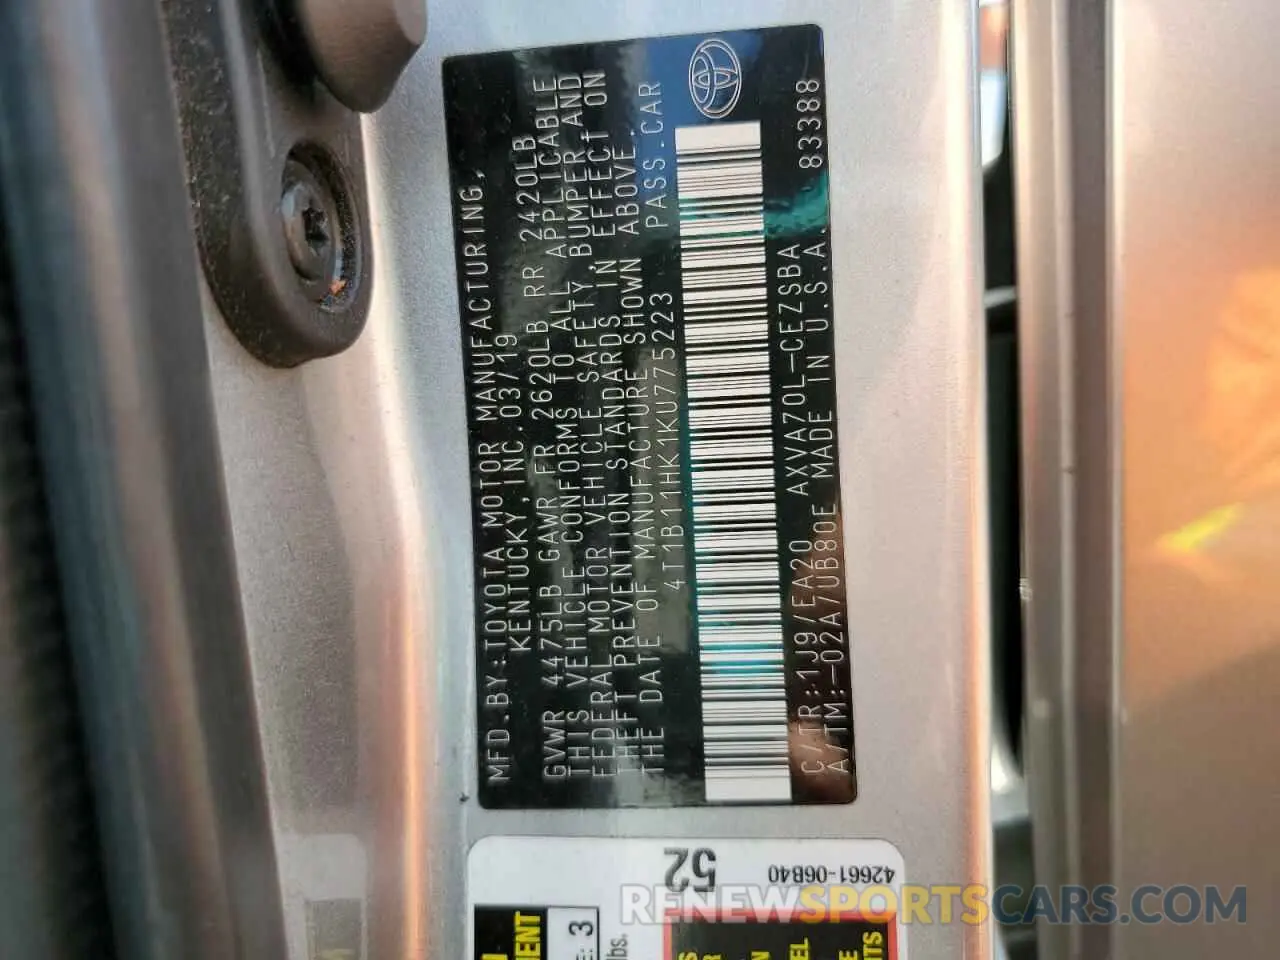 MFD.BY:TOYOTA MOTOR MANUFACTURING,
KENTUCKY,INC.03/19
GVWR 4475LB GAWR FR 2620LB RR 2420LB
THIS VEHICLE CONFORMS TO ALL APPLICABLE
FEDERAL MOTOR VEHICLE SAFETY,BUMPER AND
THEFT PREVENTION STANDARDS IN EFFECT ON
THE DATE OF MANUFACTURE SHOWN ABOVE.
4T1B11HK1KU775223 PASS.CAR
C/TR:1J9/EA20 AXVA70L-CEZSBA 83388
A/TM:-02A/UB80E MADE IN U.S.A.
52
42661-06B40
3
lbs.
RENEWSPORTSCARS.COM